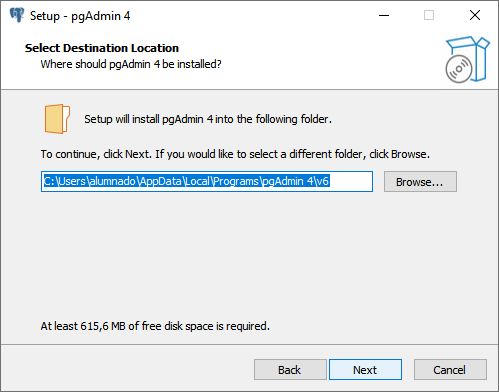 Setup - pgAdmin 4
Select Destination Location
Where should pgAdmin 4 be installed?
Setup will install pgAdmin 4 into the following folder.
To continue, click Next. If you would like to select a different folder, click Browse.
C:\Users\alumnado\AppData\Local\Programs\pgAdmin 4\v6
Browse...
At least 615,6 MB of free disk space is required.
Back
Next
Cancel